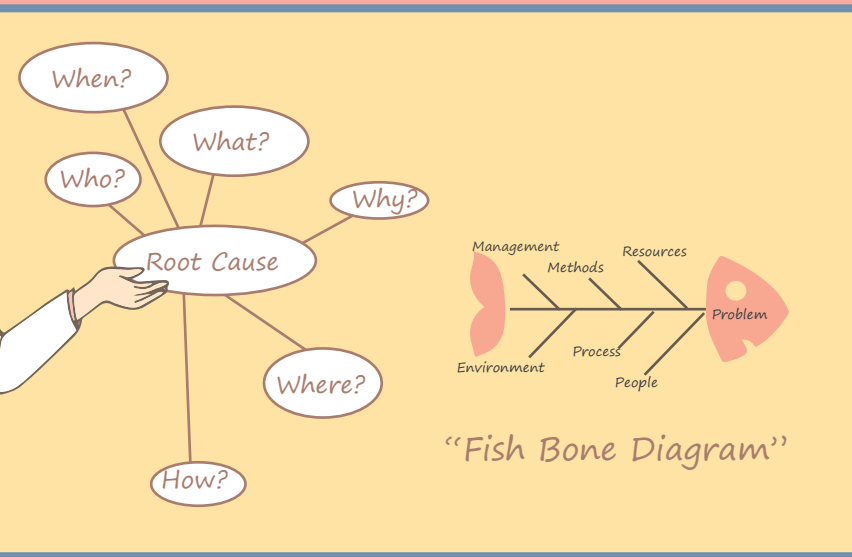 When?
What?
Who?
Why?
Root Cause
Where?
How?
Management
Resources
Methods
Problem
Process
Environment
People
“Fish Bone Diagram”